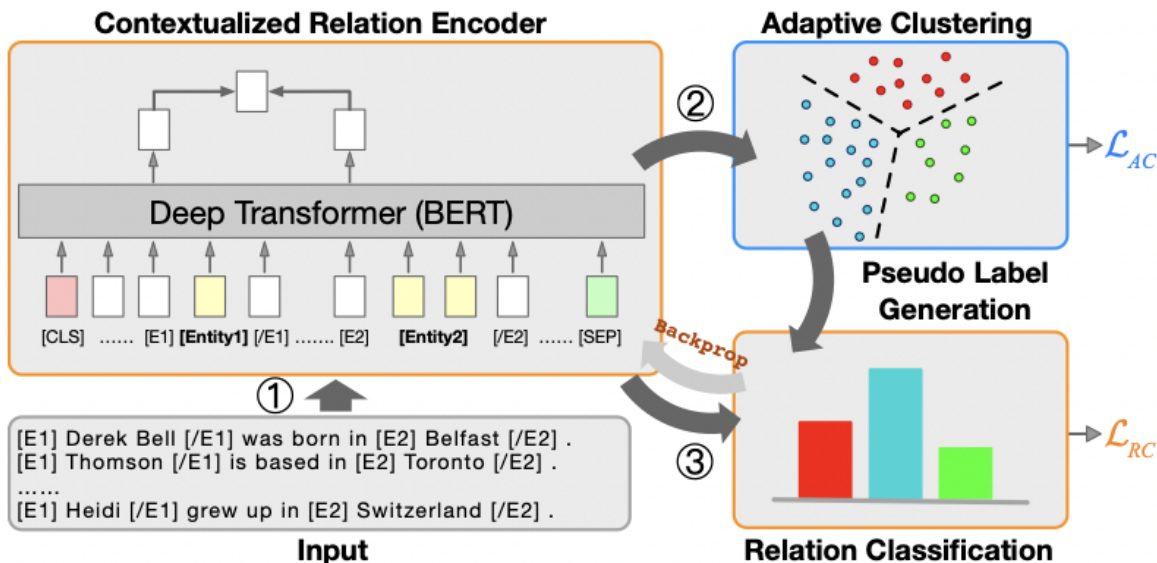 Contextualized Relation Encoder
Deep Transformer (BERT)
[CLS] ...... [E1] [Entity1] [/E1] ....... [E2] [Entity2] [/E2] ...... [SEP]
①
[E1] Derek Bell [/E1] was born in [E2] Belfast [/E2] .
[E1] Thomson [/E1] is based in [E2] Toronto [/E2] .
......
[E1] Heidi [/E1] grew up in [E2] Switzerland [/E2] .
Input
②
Adaptive Clustering
ℒAC
Pseudo Label
Generation
Backprop
③
ℒRC
Relation Classification